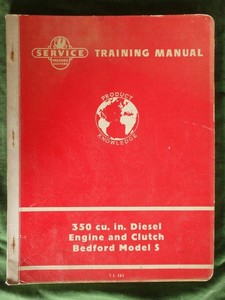 SERVICE
TRAINING MANUAL
PRODUCT
KNOWLEDGE
350 cu. in. Diesel
Engine and Clutch
Bedford Model S